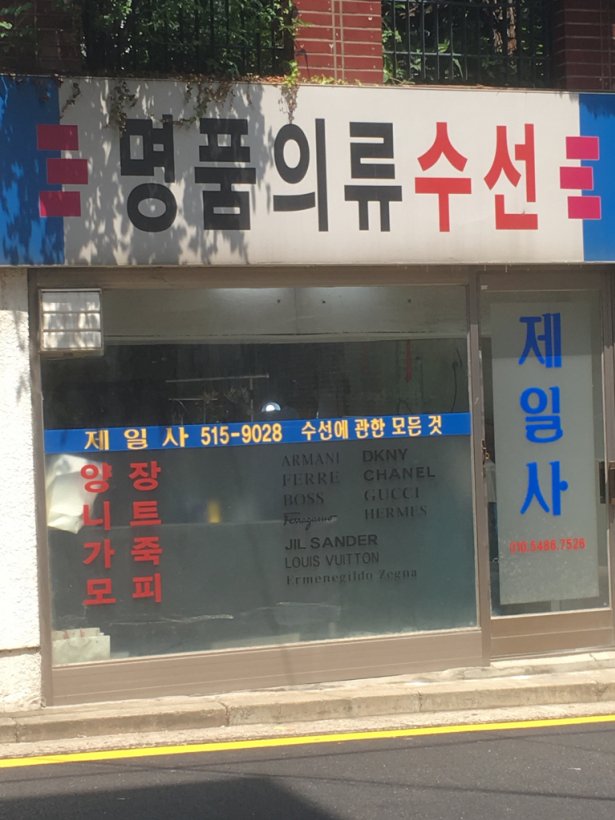 명품의류수선
제일사 515-9028 수선에 관한 모든 것
양장
니트
가죽
모피
ARMANI DKNY
FERRE CHANEL
BOSS GUCCI
Ferragamo HERMES
JIL SANDER
LOUIS VUITTON
Ermenegildo Zegna
제일사
016.5466.7526